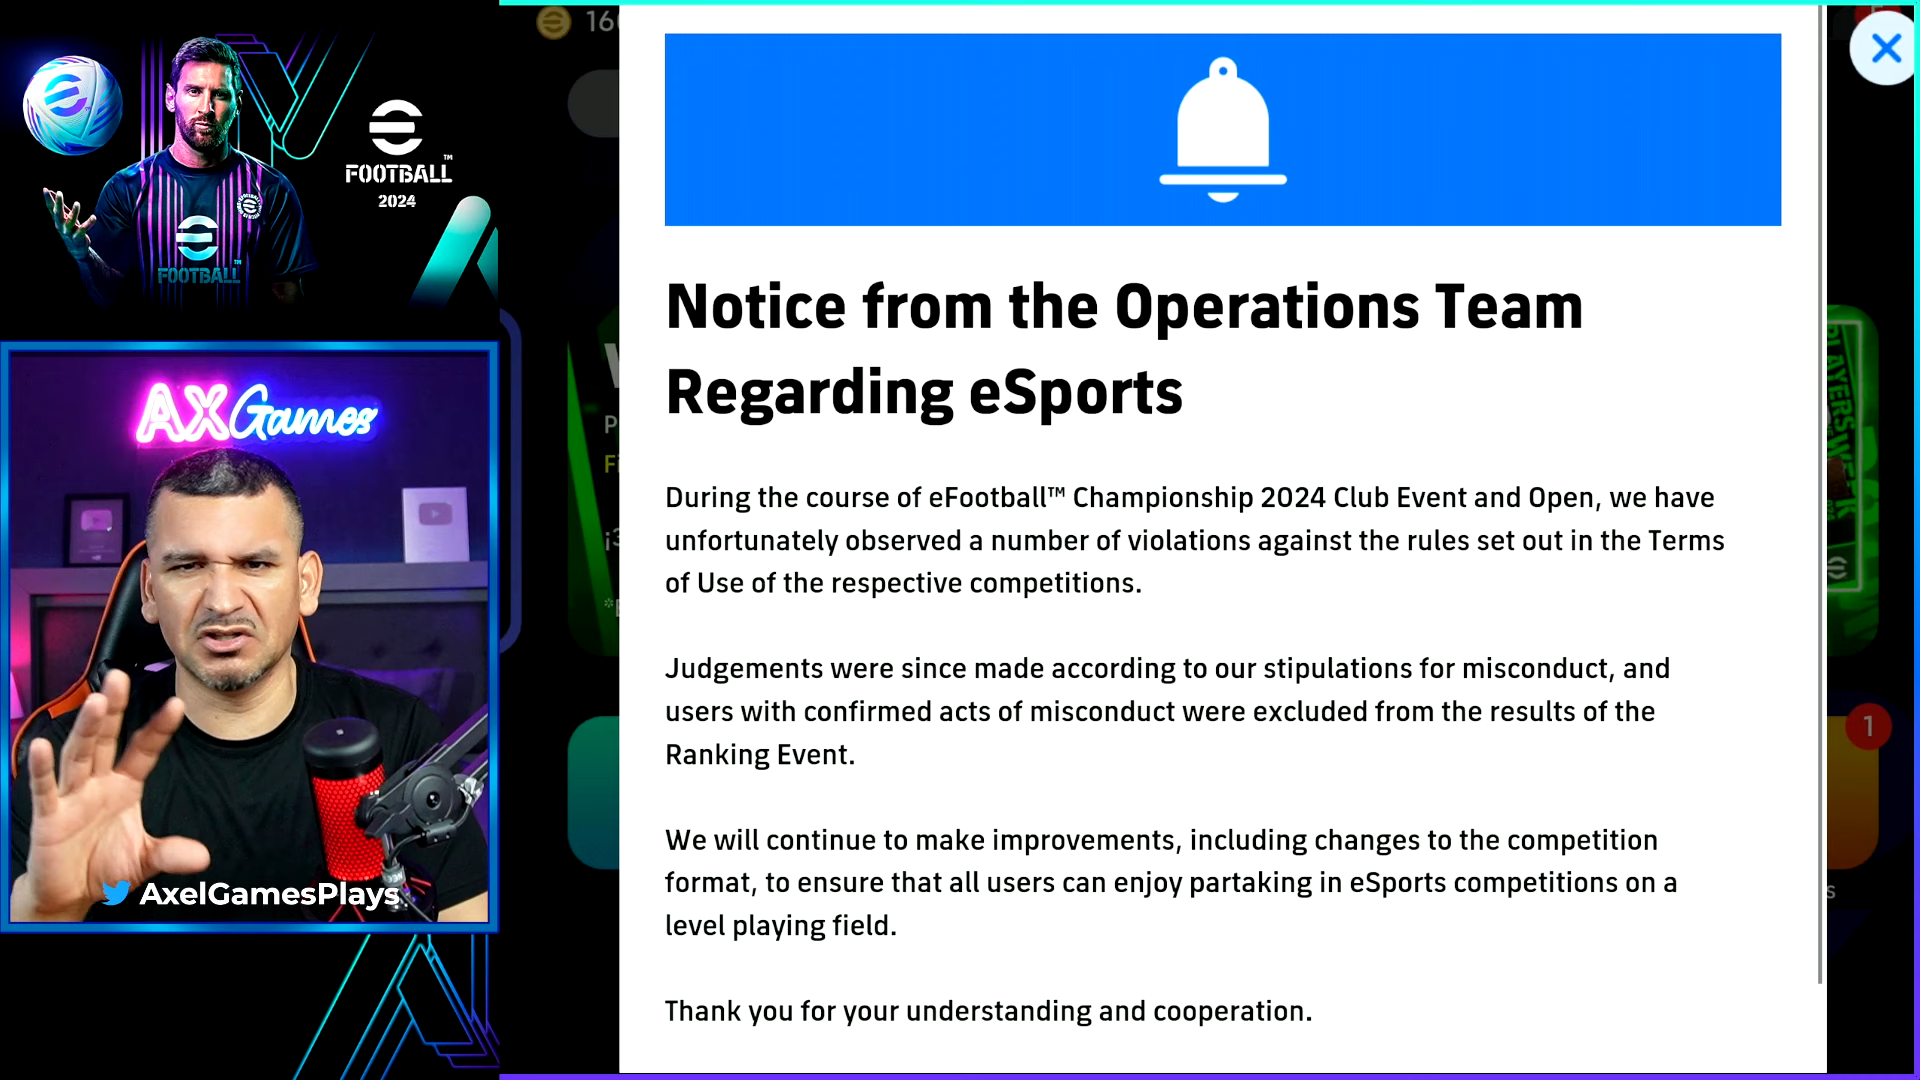 FOOTBALL™
2024
FOOTBALL™
AX Games
AxelGamesPlays
Notice from the Operations Team
Regarding eSports
During the course of eFootball™ Championship 2024 Club Event and Open, we have
unfortunately observed a number of violations against the rules set out in the Terms
of Use of the respective competitions.
Judgements were since made according to our stipulations for misconduct, and
users with confirmed acts of misconduct were excluded from the results of the
Ranking Event.
We will continue to make improvements, including changes to the competition
format, to ensure that all users can enjoy partaking in eSports competitions on a
level playing field.
Thank you for your understanding and cooperation.
1